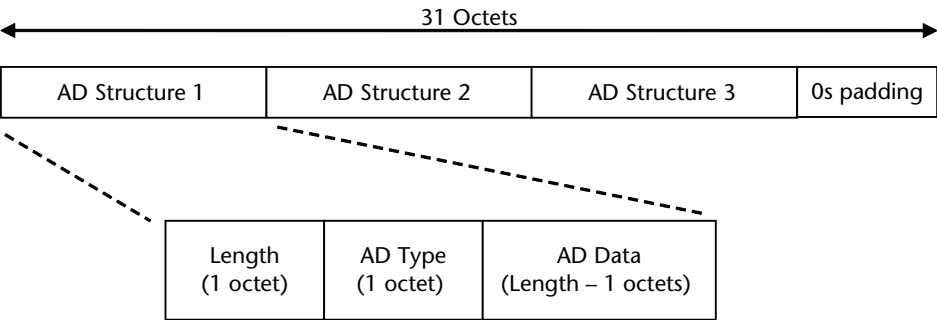 31 Octets
AD Structure 1
AD Structure 2
AD Structure 3
0s padding
Length
(1 octet)
AD Type
(1 octet)
AD Data
(Length – 1 octets)